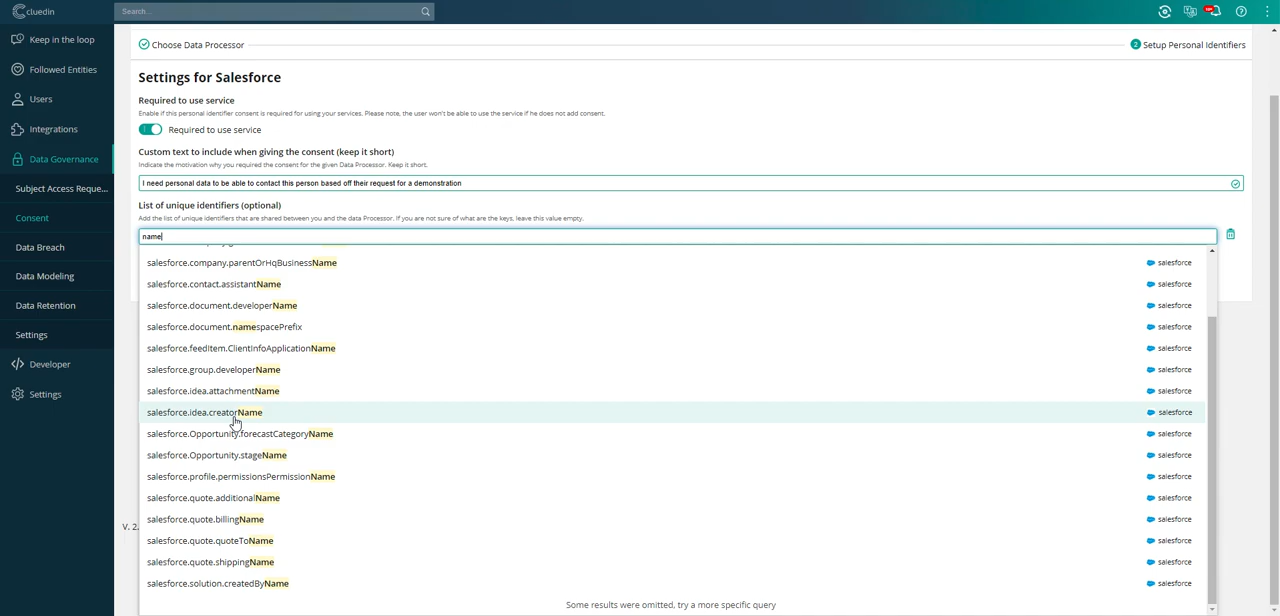 cluedin
Search...
Keep in the loop
Followed Entities
Users
Integrations
Data Governance
Subject Access Reque...
Consent
Data Breach
Data Modeling
Data Retention
Settings
Developer
Settings
Choose Data Processor
2 Setup Personal Identifiers
Settings for Salesforce
Required to use service
Enable if this personal identifier consent is required for using your services. Please note, the user won't be able to use the service if he does not add consent.
Required to use service
Custom text to include when giving the consent (keep it short)
Indicate the motivation why you required the consent for the given Data Processor. Keep it short.
I need personal data to be able to contact this person based off their request for a demonstration
List of unique identifiers (optional)
Add the list of unique identifiers that are shared between you and the data Processor. If you are not sure of what are the keys, leave this value empty.
name
salesforce.company.parentOrHqBusinessName salesforce
salesforce.contact.assistantName salesforce
salesforce.document.developerName salesforce
salesforce.document.namespacePrefix salesforce
salesforce.feedItem.ClientInfoApplicationName salesforce
salesforce.group.developerName salesforce
salesforce.idea.attachmentName salesforce
salesforce.idea.creatorName salesforce
salesforce.Opportunity.forecastCategoryName salesforce
salesforce.Opportunity.stageName salesforce
salesforce.profile.permissionsPermissionName salesforce
salesforce.quote.additionalName salesforce
salesforce.quote.billingName salesforce
V. 2.
salesforce.quote.quoteToName salesforce
salesforce.quote.shippingName salesforce
salesforce.solution.createdByName salesforce
Some results were omitted, try a more specific query